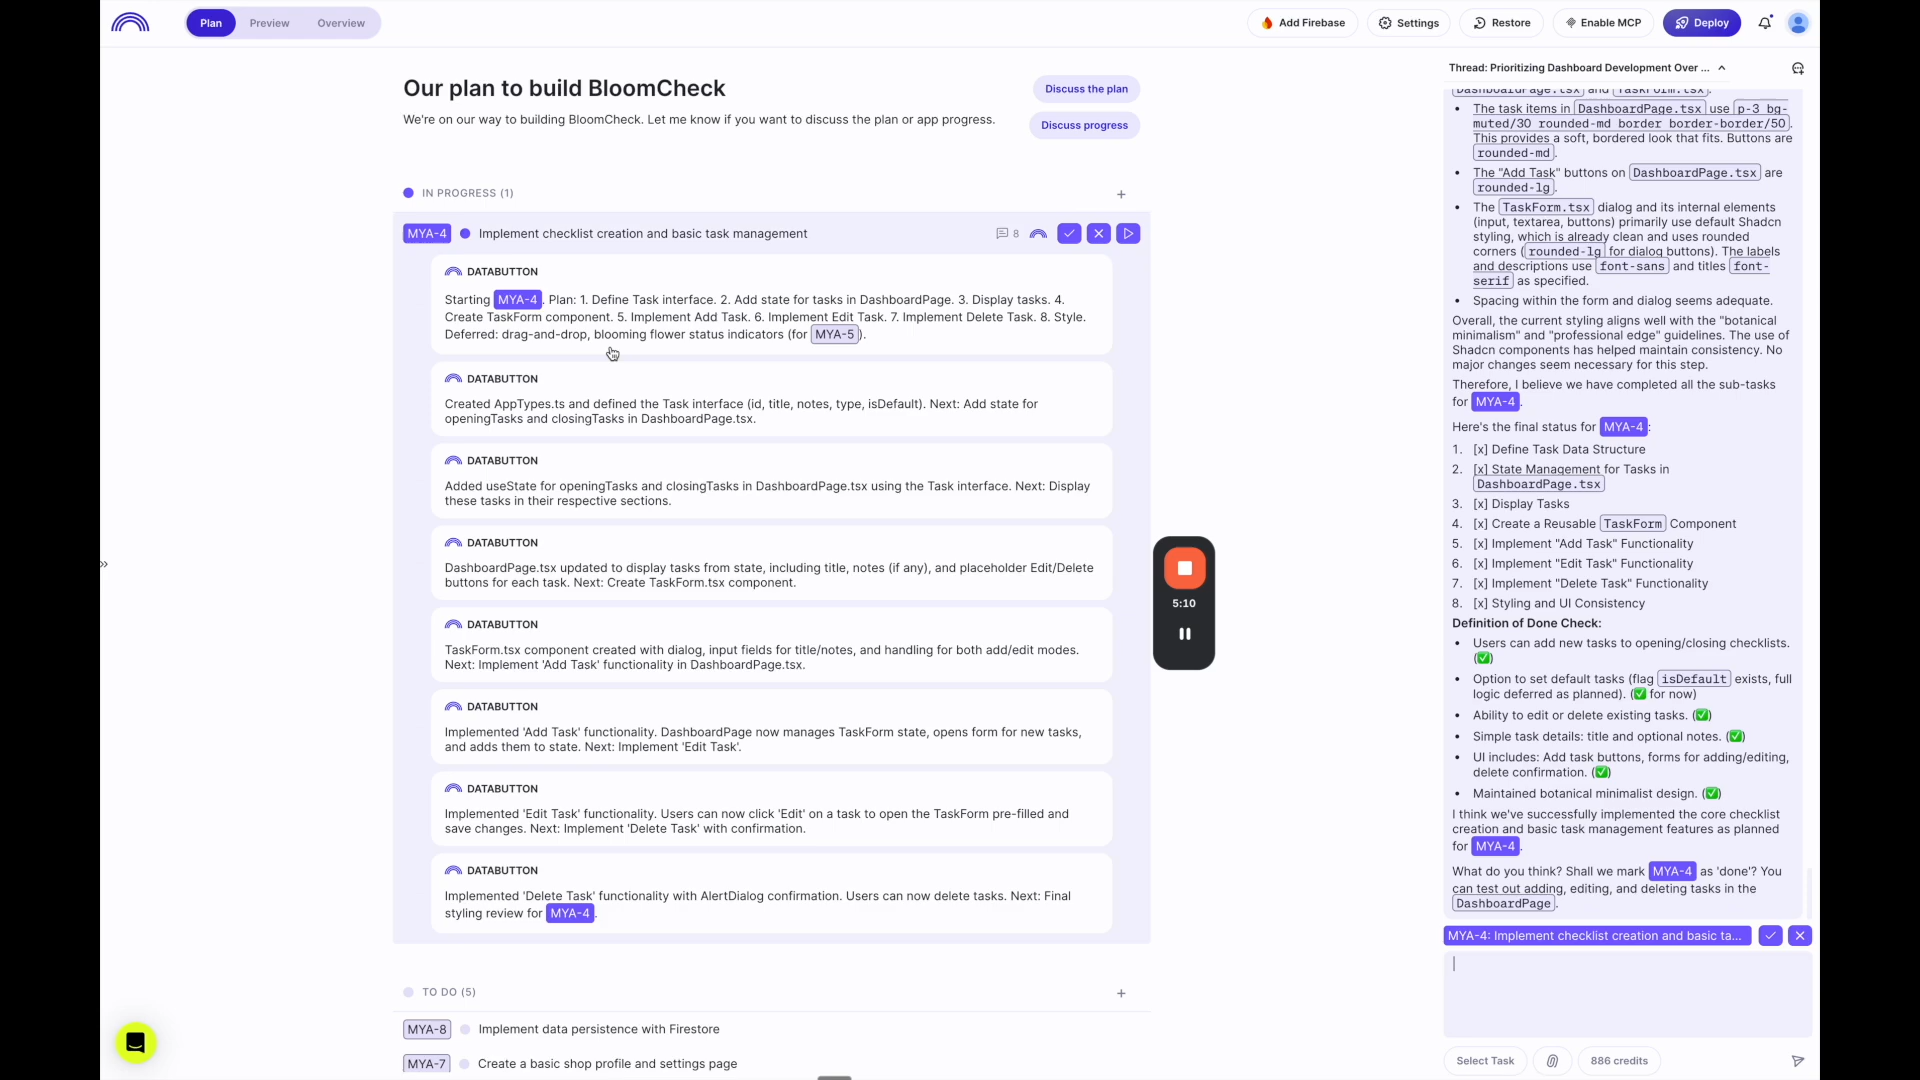 Plan
Preview
Overview
Add Firebase
Settings
Restore
Enable MCP
Deploy
Our plan to build BloomCheck
We're on our way to building BloomCheck. Let me know if you want to discuss the plan or app progress.
Discuss the plan
Discuss progress
IN PROGRESS (1)
+
MYA-4
Implement checklist creation and basic task management
8
DATABUTTON
Starting MYA-4. Plan: 1. Define Task interface. 2. Add state for tasks in DashboardPage. 3. Display tasks. 4.
Create TaskForm component. 5. Implement Add Task. 6. Implement Edit Task. 7. Implement Delete Task. 8. Style.
Deferred: drag-and-drop, blooming flower status indicators (for MYA-5).
DATABUTTON
Created AppTypes.ts and defined the Task interface (id, title, notes, type, isDefault). Next: Add state for
openingTasks and closingTasks in DashboardPage.tsx.
DATABUTTON
Added useState for openingTasks and closingTasks in DashboardPage.tsx using the Task interface. Next: Display
these tasks in their respective sections.
DATABUTTON
DashboardPage.tsx updated to display tasks from state, including title, notes (if any), and placeholder Edit/Delete
buttons for each task. Next: Create TaskForm.tsx component.
DATABUTTON
TaskForm.tsx component created with dialog, input fields for title/notes, and handling for both add/edit modes.
Next: Implement 'Add Task' functionality in DashboardPage.tsx.
DATABUTTON
Implemented 'Add Task' functionality. DashboardPage now manages TaskForm state, opens form for new tasks,
and adds them to state. Next: Implement 'Edit Task'.
DATABUTTON
Implemented 'Edit Task' functionality. Users can now click 'Edit' on a task to open the TaskForm pre-filled and
save changes. Next: Implement 'Delete Task' with confirmation.
DATABUTTON
Implemented 'Delete Task' functionality with AlertDialog confirmation. Users can now delete tasks. Next: Final
styling review for MYA-4.
TO DO (5)
+
MYA-8
Implement data persistence with Firestore
MYA-7
Create a basic shop profile and settings page
5:10
Thread: Prioritizing Dashboard Development Over ...
DashboardPage.tsx and TaskForm.tsx.
• The task items in DashboardPage.tsx use p-3 bg-
muted/30 rounded-md border border-border/50.
This provides a soft, bordered look that fits. Buttons are
rounded-md.
• The "Add Task" buttons on DashboardPage.tsx are
rounded-lg.
• The TaskForm.tsx dialog and its internal elements
(input, textarea, buttons) primarily use default Shadcn
styling, which is already clean and uses rounded
corners (rounded-lg for dialog buttons). The labels
and descriptions use font-sans and titles font-
serif as specified.
• Spacing within the form and dialog seems adequate.
Overall, the current styling aligns well with the "botanical
minimalism" and "professional edge" guidelines. The use of
Shadcn components has helped maintain consistency. No
major changes seem necessary for this step.
Therefore, I believe we have completed all the sub-tasks
for MYA-4.
Here's the final status for MYA-4:
1. [x] Define Task Data Structure
2. [x] State Management for Tasks in
DashboardPage.tsx
3. [x] Display Tasks
4. [x] Create a Reusable TaskForm Component
5. [x] Implement "Add Task" Functionality
6. [x] Implement "Edit Task" Functionality
7. [x] Implement "Delete Task" Functionality
8. [x] Styling and UI Consistency
Definition of Done Check:
• Users can add new tasks to opening/closing checklists.
(✅)
• Option to set default tasks (flag isDefault exists, full
logic deferred as planned). (✅ for now)
• Ability to edit or delete existing tasks. (✅)
• Simple task details: title and optional notes. (✅)
• UI includes: Add task buttons, forms for adding/editing,
delete confirmation. (✅)
• Maintained botanical minimalist design. (✅)
I think we've successfully implemented the core checklist
creation and basic task management features as planned
for MYA-4.
What do you think? Shall we mark MYA-4 as 'done'? You
can test out adding, editing, and deleting tasks in the
DashboardPage.
MYA-4: Implement checklist creation and basic ta...
Select Task
886 credits